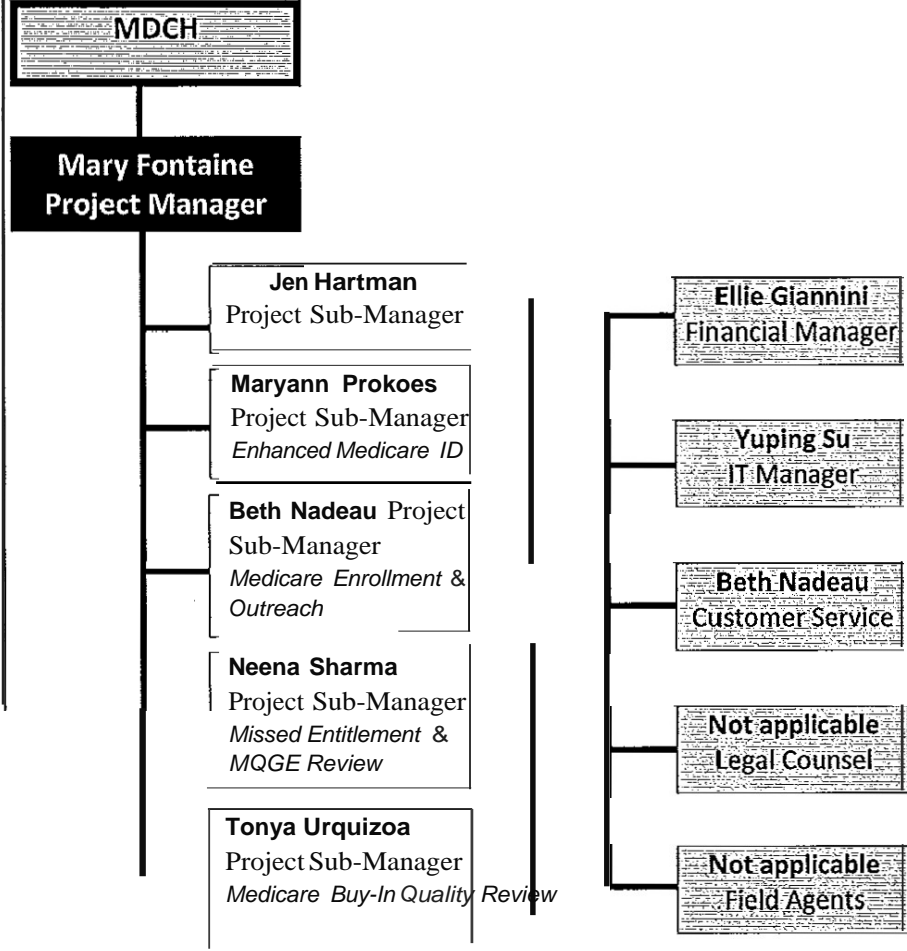 MDCH
Mary Fontaine
Project Manager
Jen Hartman
Project Sub-Manager
Maryann Prokoes
Project Sub-Manager
Enhanced Medicare ID
Beth Nadeau Project
Sub-Manager
Medicare Enrollment &
Outreach
Neena Sharma
Project Sub-Manager
Missed Entitlement &
MQGE Review
Tonya Urquizoa
Project Sub-Manager
Medicare Buy-In Quality Review
Ellie Giannini
Financial Manager
Yuping Su
IT Manager
Beth Nadeau
Customer Service
Not applicable
Legal Counsel
Not applicable
Field Agents